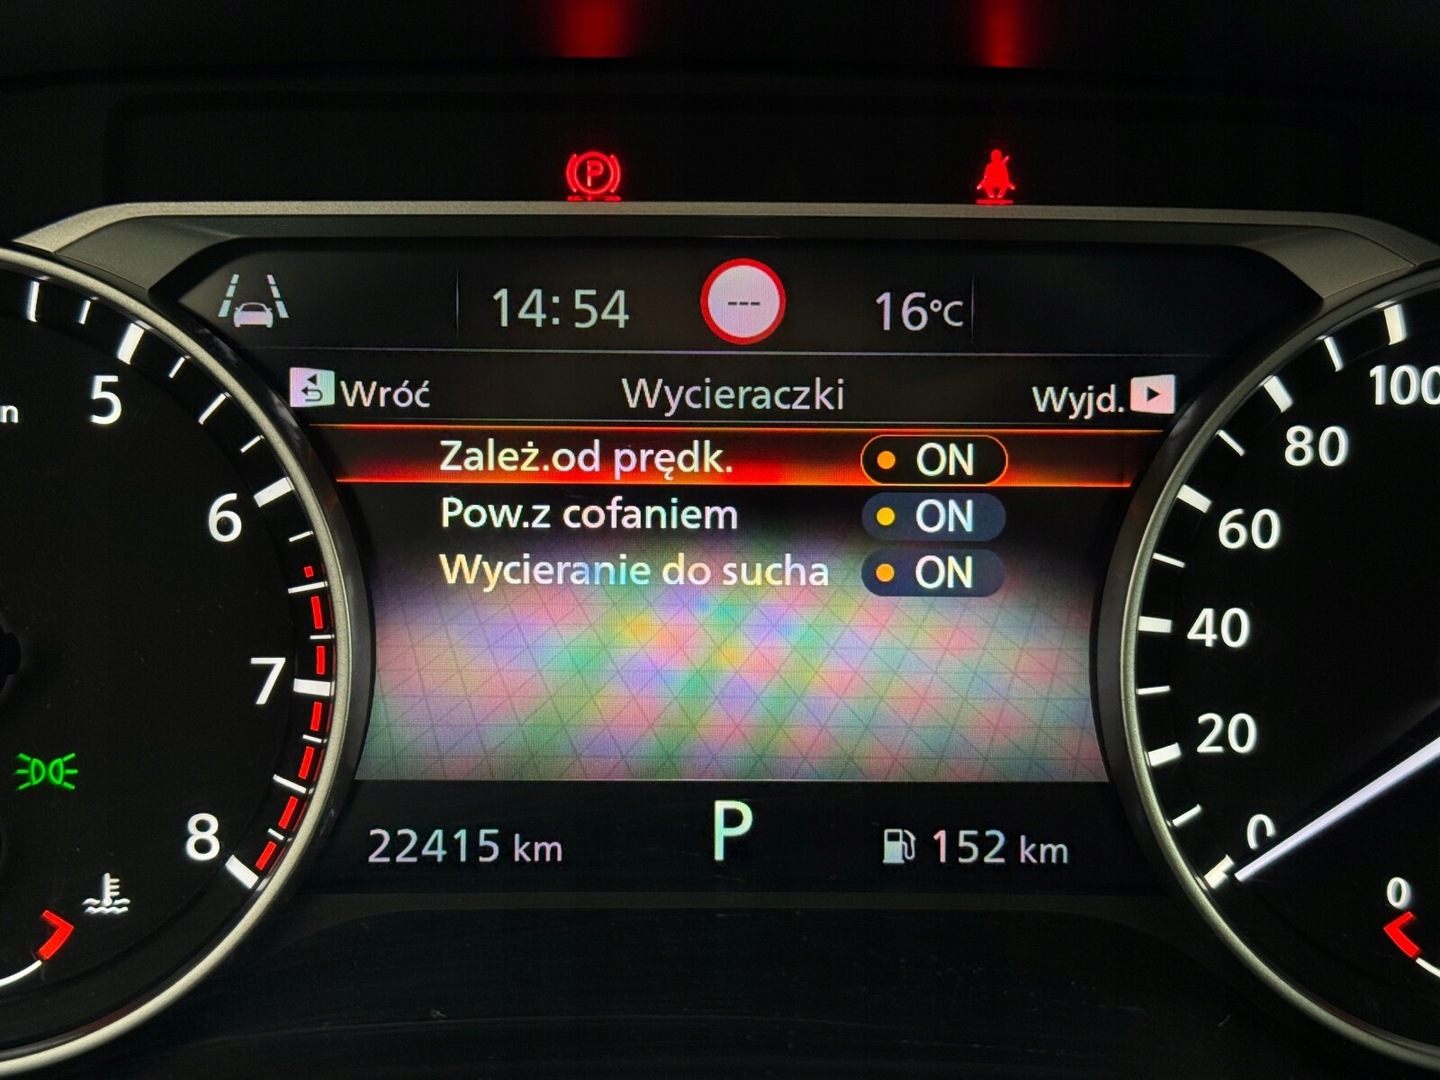 P
14:54 --- 16°C
Wróć Wycieraczki Wyjd.
Zależ.od prędk. ON
Pow.z cofaniem ON
Wycieranie do sucha ON
22415 km P 152 km
5
6
7
8
100
80
60
40
20
0
0